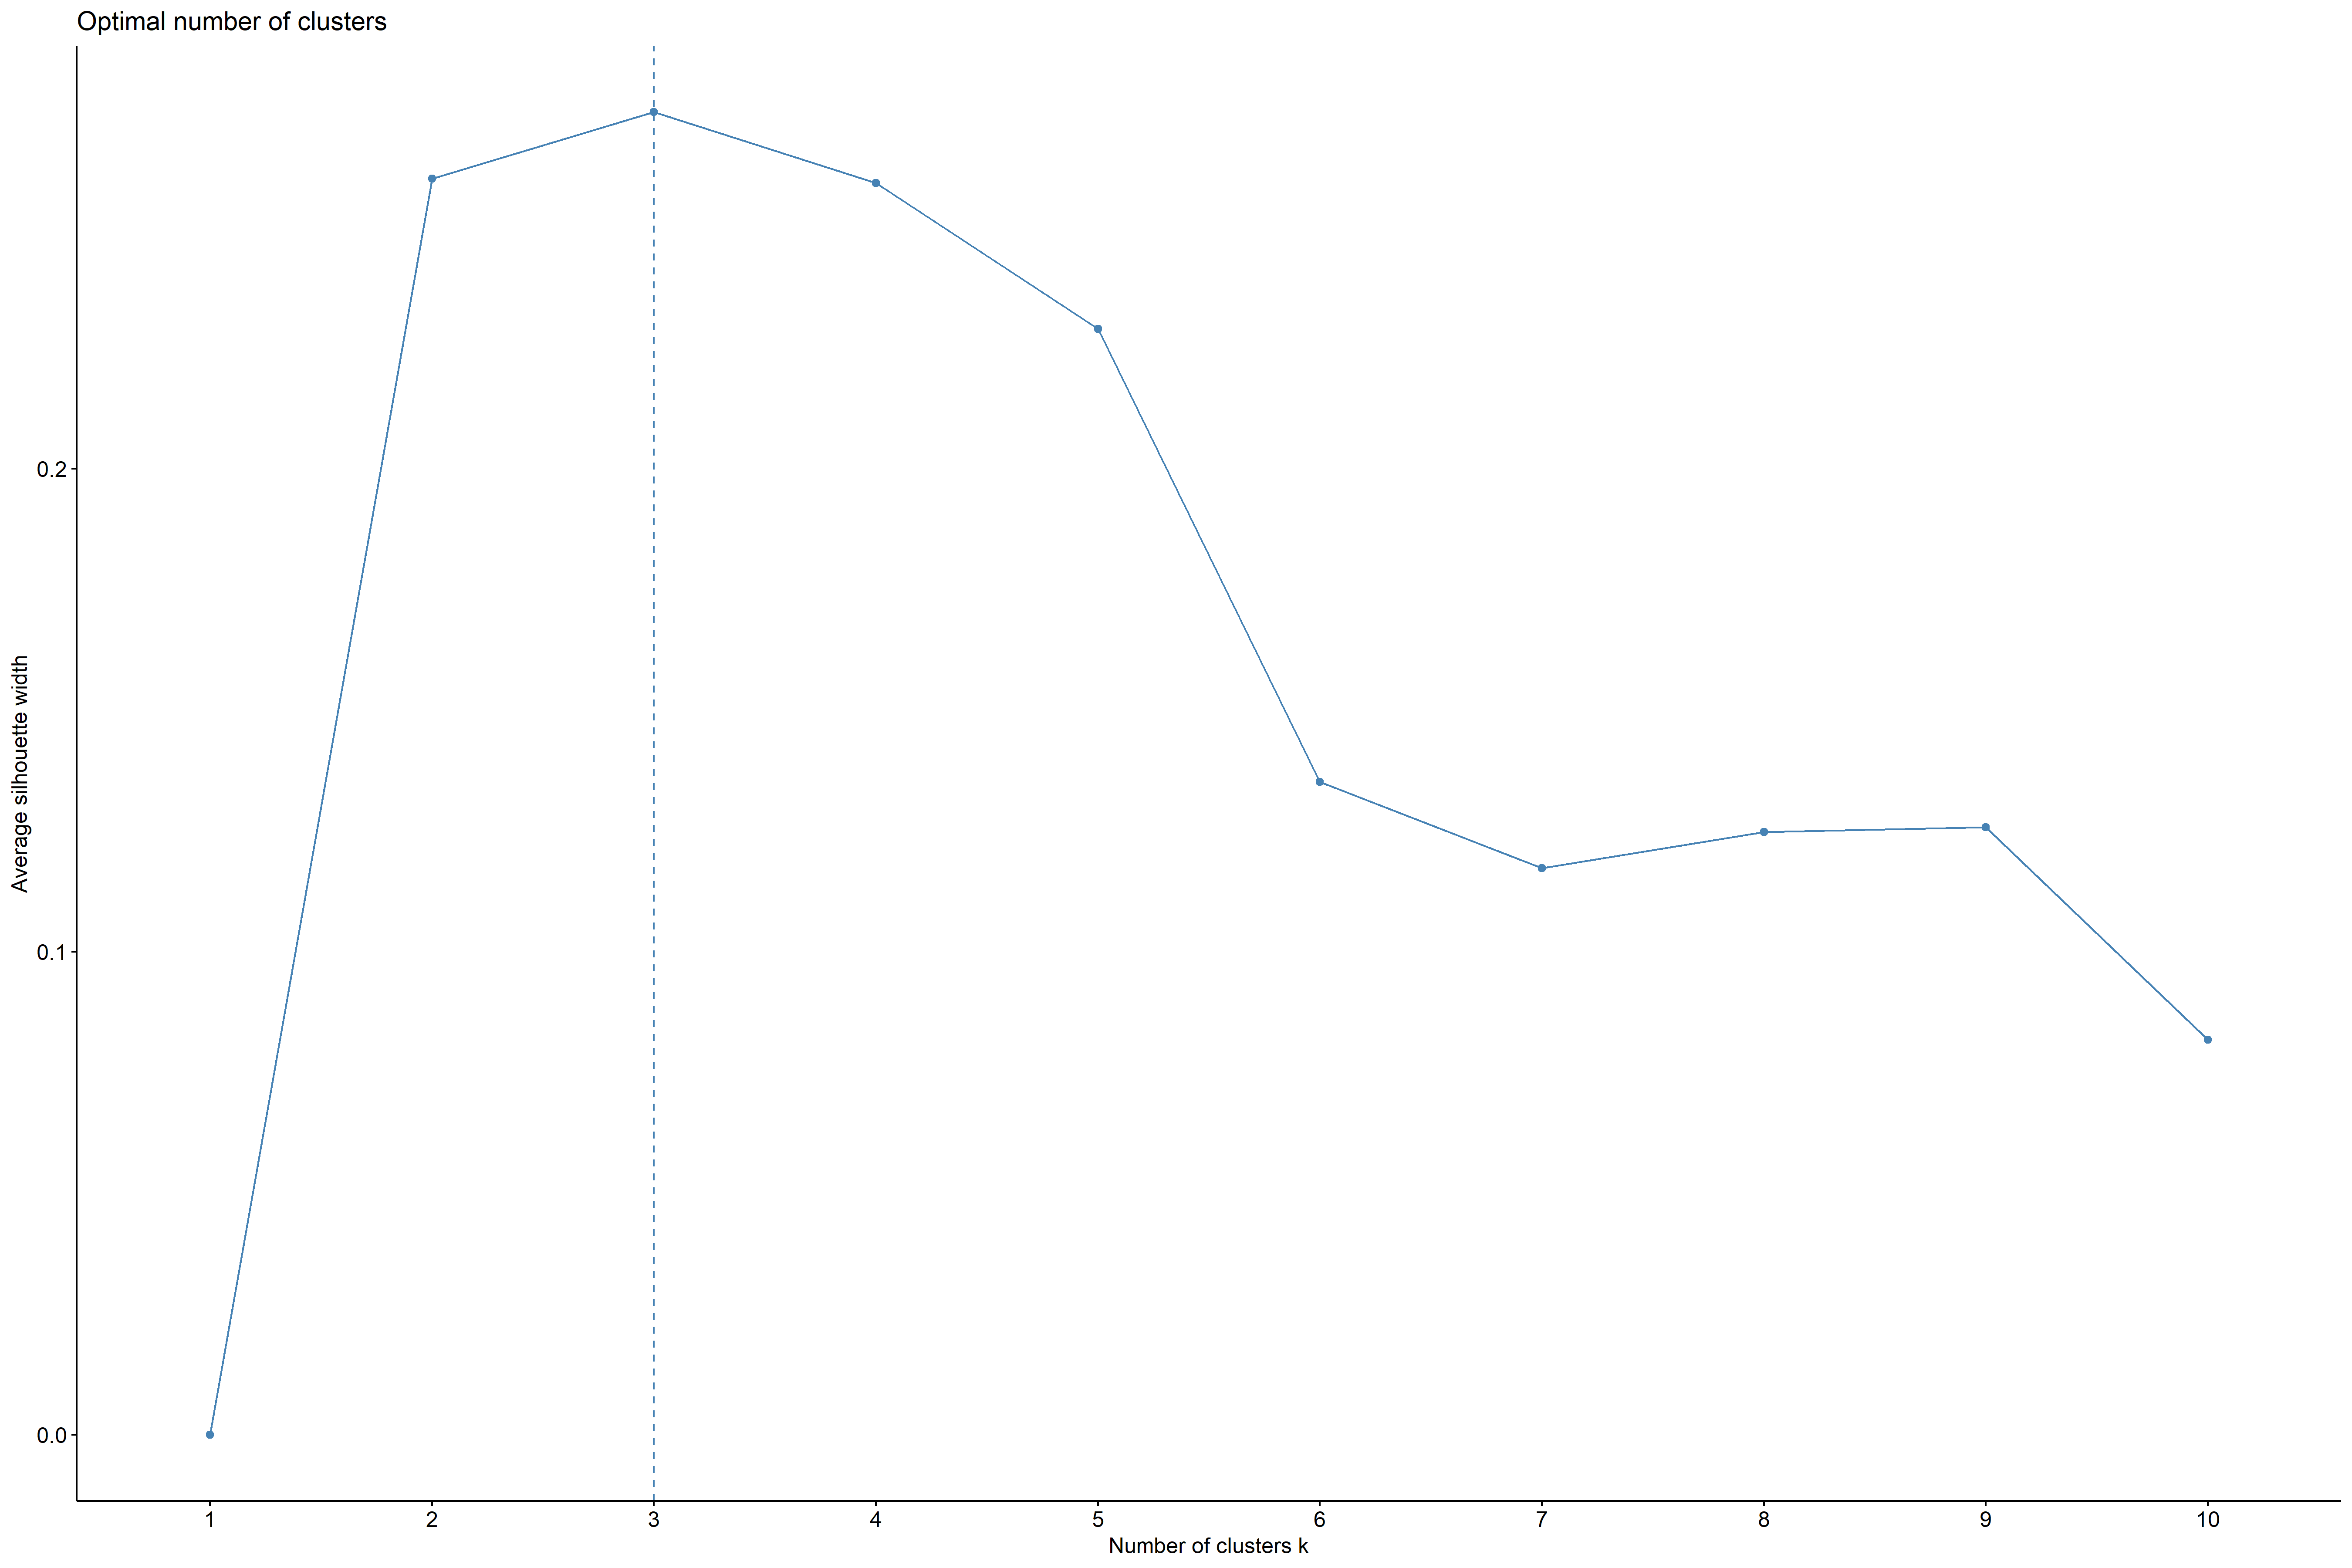 Optimal number of clusters
Average silhouette width
0.2
0.1
0.0
1 2 3 4 5 6 7 8 9 10
Number of clusters k